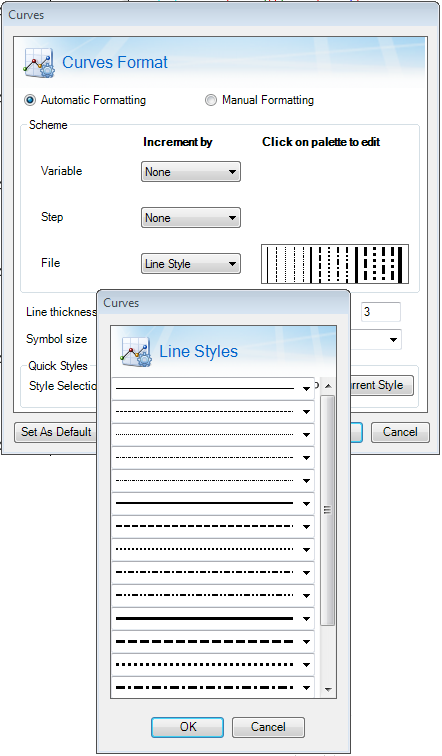 Curves
Curves Format
Automatic Formatting Manual Formatting
Scheme
Increment by Click on palette to edit
Variable None
Step None
File Line Style
Line thickness 3
Symbol size
Quick Styles
Style Selectio urrent Style
Set As Default Cancel
Curves
Line Styles
OK Cancel